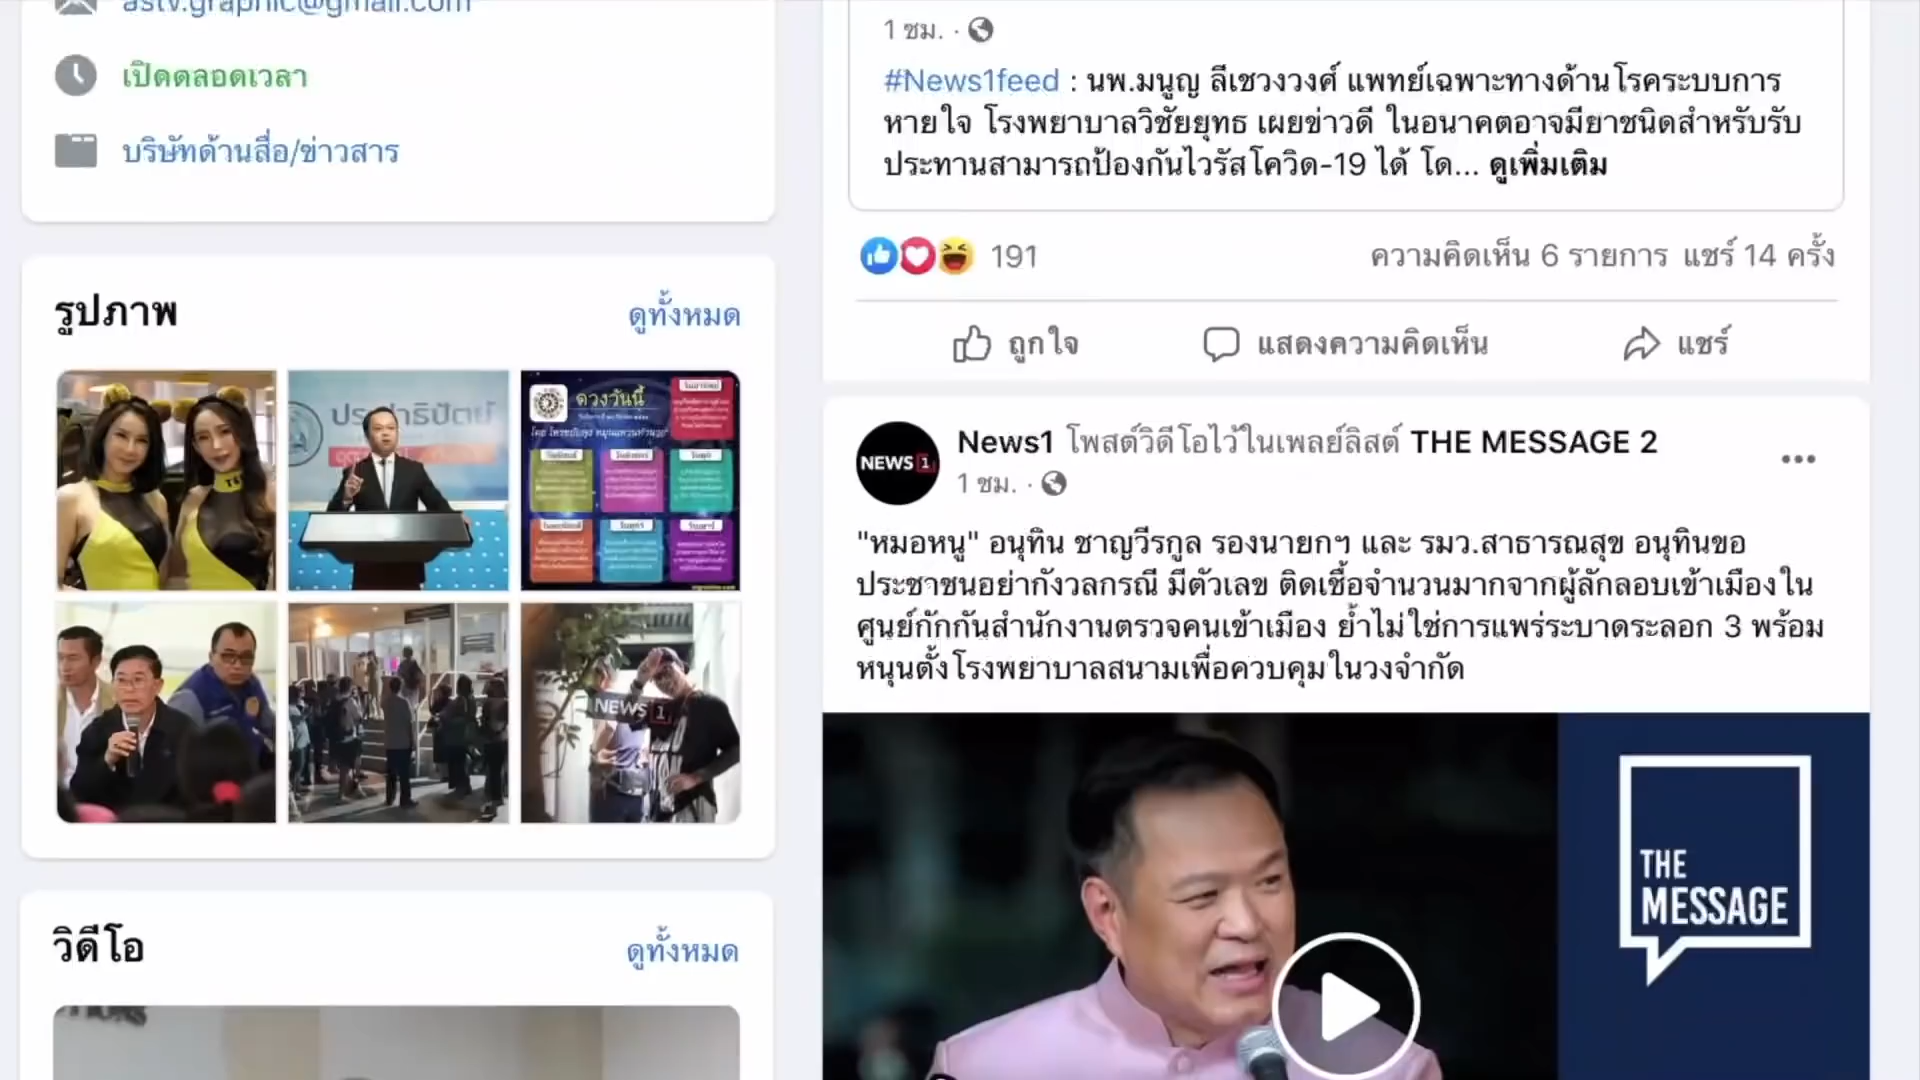 astv.graphic@gmail.com
เปิดตลอดเวลา
บริษัทด้านสื่อ/ข่าวสาร
รูปภาพ
ดูทั้งหมด
ประชาธิปัตย์
ดวงวันนี้
NEWS 1
วิดีโอ
ดูทั้งหมด
1 ชม. ·
#News1feed : นพ.มนูญ ลีเชวงวงศ์ แพทย์เฉพาะทางด้านโรคระบบการ
หายใจ โรงพยาบาลวิชัยยุทธ เผยข่าวดี ในอนาคตอาจมียาชนิดสำหรับรับ
ประทานสามารถป้องกันไวรัสโควิด-19 ได้ โด... ดูเพิ่มเติม
191
ความคิดเห็น 6 รายการ แชร์ 14 ครั้ง
ถูกใจ
แสดงความคิดเห็น
แชร์
NEWS 1
News1 โพสต์วิดีโอไว้ในเพลย์ลิสต์ THE MESSAGE 2
1 ชม. ·
"หมอหนู" อนุทิน ชาญวีรกูล รองนายกฯ และ รมว.สาธารณสุข อนุทินขอ
ประชาชนอย่ากังวลกรณี มีตัวเลข ติดเชื้อจำนวนมากจากผู้ลักลอบเข้าเมืองใน
ศูนย์กักกันสำนักงานตรวจคนเข้าเมือง ย้ำไม่ใช่การแพร่ระบาดระลอก 3 พร้อม
หนุนตั้งโรงพยาบาลสนามเพื่อควบคุมในวงจำกัด
THE
MESSAGE